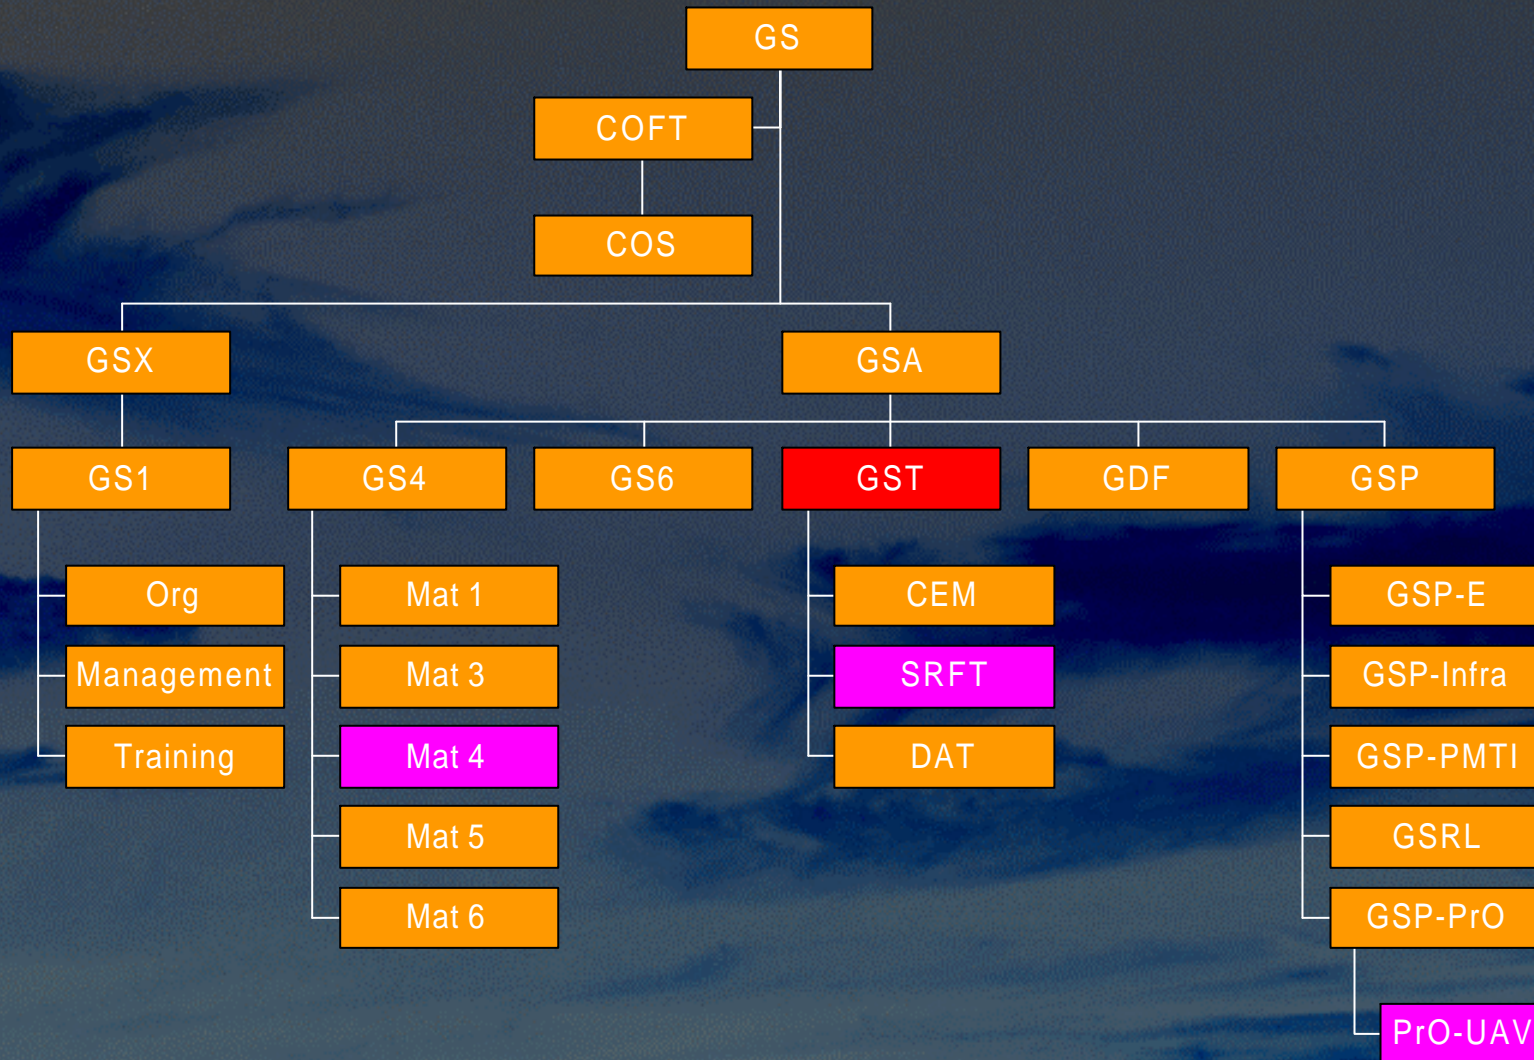 GS
COFT
COS
GSX
GSA
GS1
GS4
GS6
GST
GDF
GSP
Org
Management
Training
Mat 1
Mat 3
Mat 4
Mat 5
Mat 6
CEM
SRFT
DAT
GSP-E
GSP-Infra
GSP-PMTI
GSRL
GSP-PrO
PrO-UAV